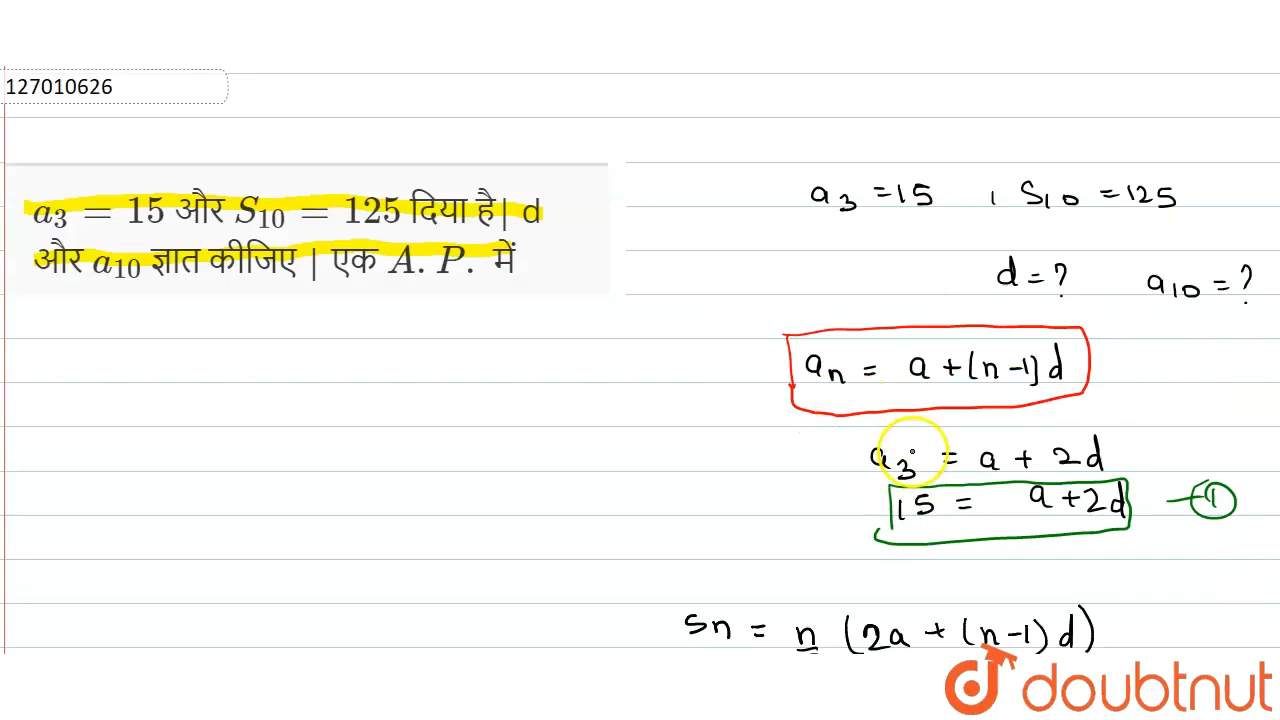 127010626
a₃ = 15 और S₁₀ = 125 दिया है| d
और a₁₀ ज्ञात कीजिए | एक A. P. में
a₃ = 15 , S₁₀ = 125
d = ? a₁₀ = ?
aₙ = a + (n-1) d
a₃ = a + 2d
15 = a + 2d — ①
Sn = n (2a + (n-1) d)
doubtnut